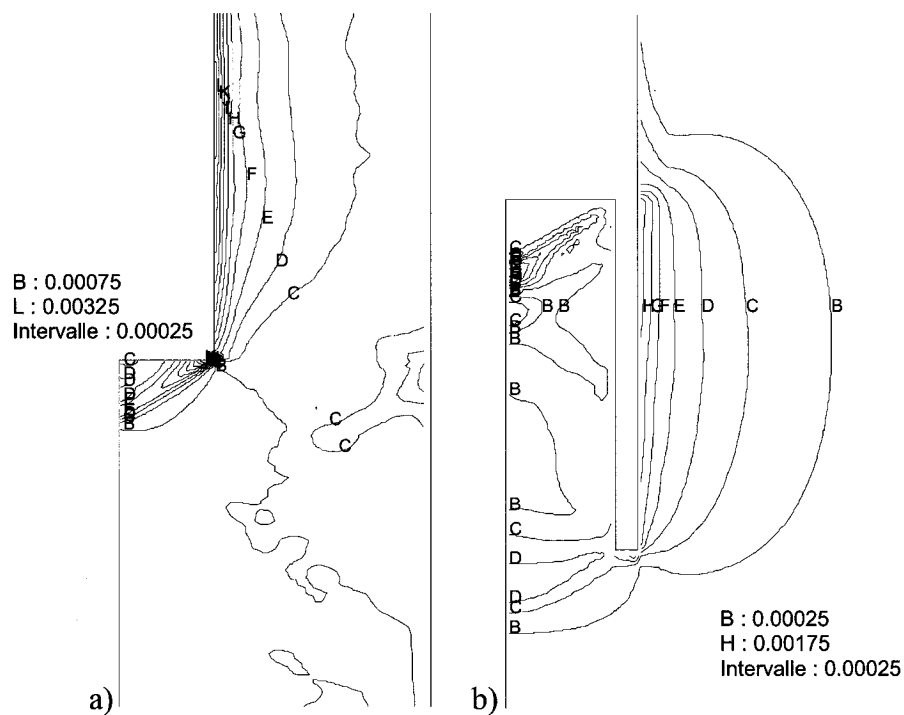 K
I
H
G
F
E
D
C
B : 0.00075
L : 0.00325
Intervalle : 0.00025
C
D
B
B
C
C
a)
C
B
B
C
B
B
B
B
C
D
D
C
B
H
G
F
E
D
C
B
B : 0.00025
H : 0.00175
Intervalle : 0.00025
b)